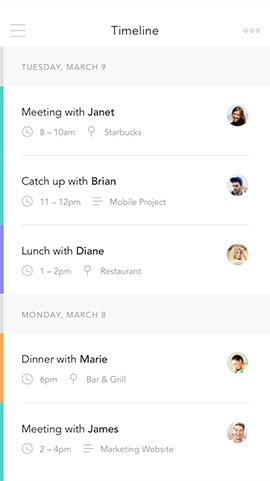 Timeline
TUESDAY, MARCH 9
Meeting with Janet
8 – 10am Starbucks
Catch up with Brian
11 – 12pm Mobile Project
Lunch with Diane
1 – 2pm Restaurant
MONDAY, MARCH 8
Dinner with Marie
6pm Bar & Grill
Meeting with James
2 – 4pm Marketing Website